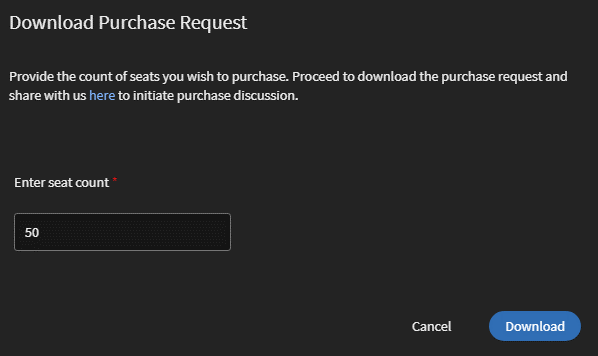 Download Purchase Request
Provide the count of seats you wish to purchase. Proceed to download the purchase request and
share with us here to initiate purchase discussion.
Enter seat count *
50
Cancel
Download